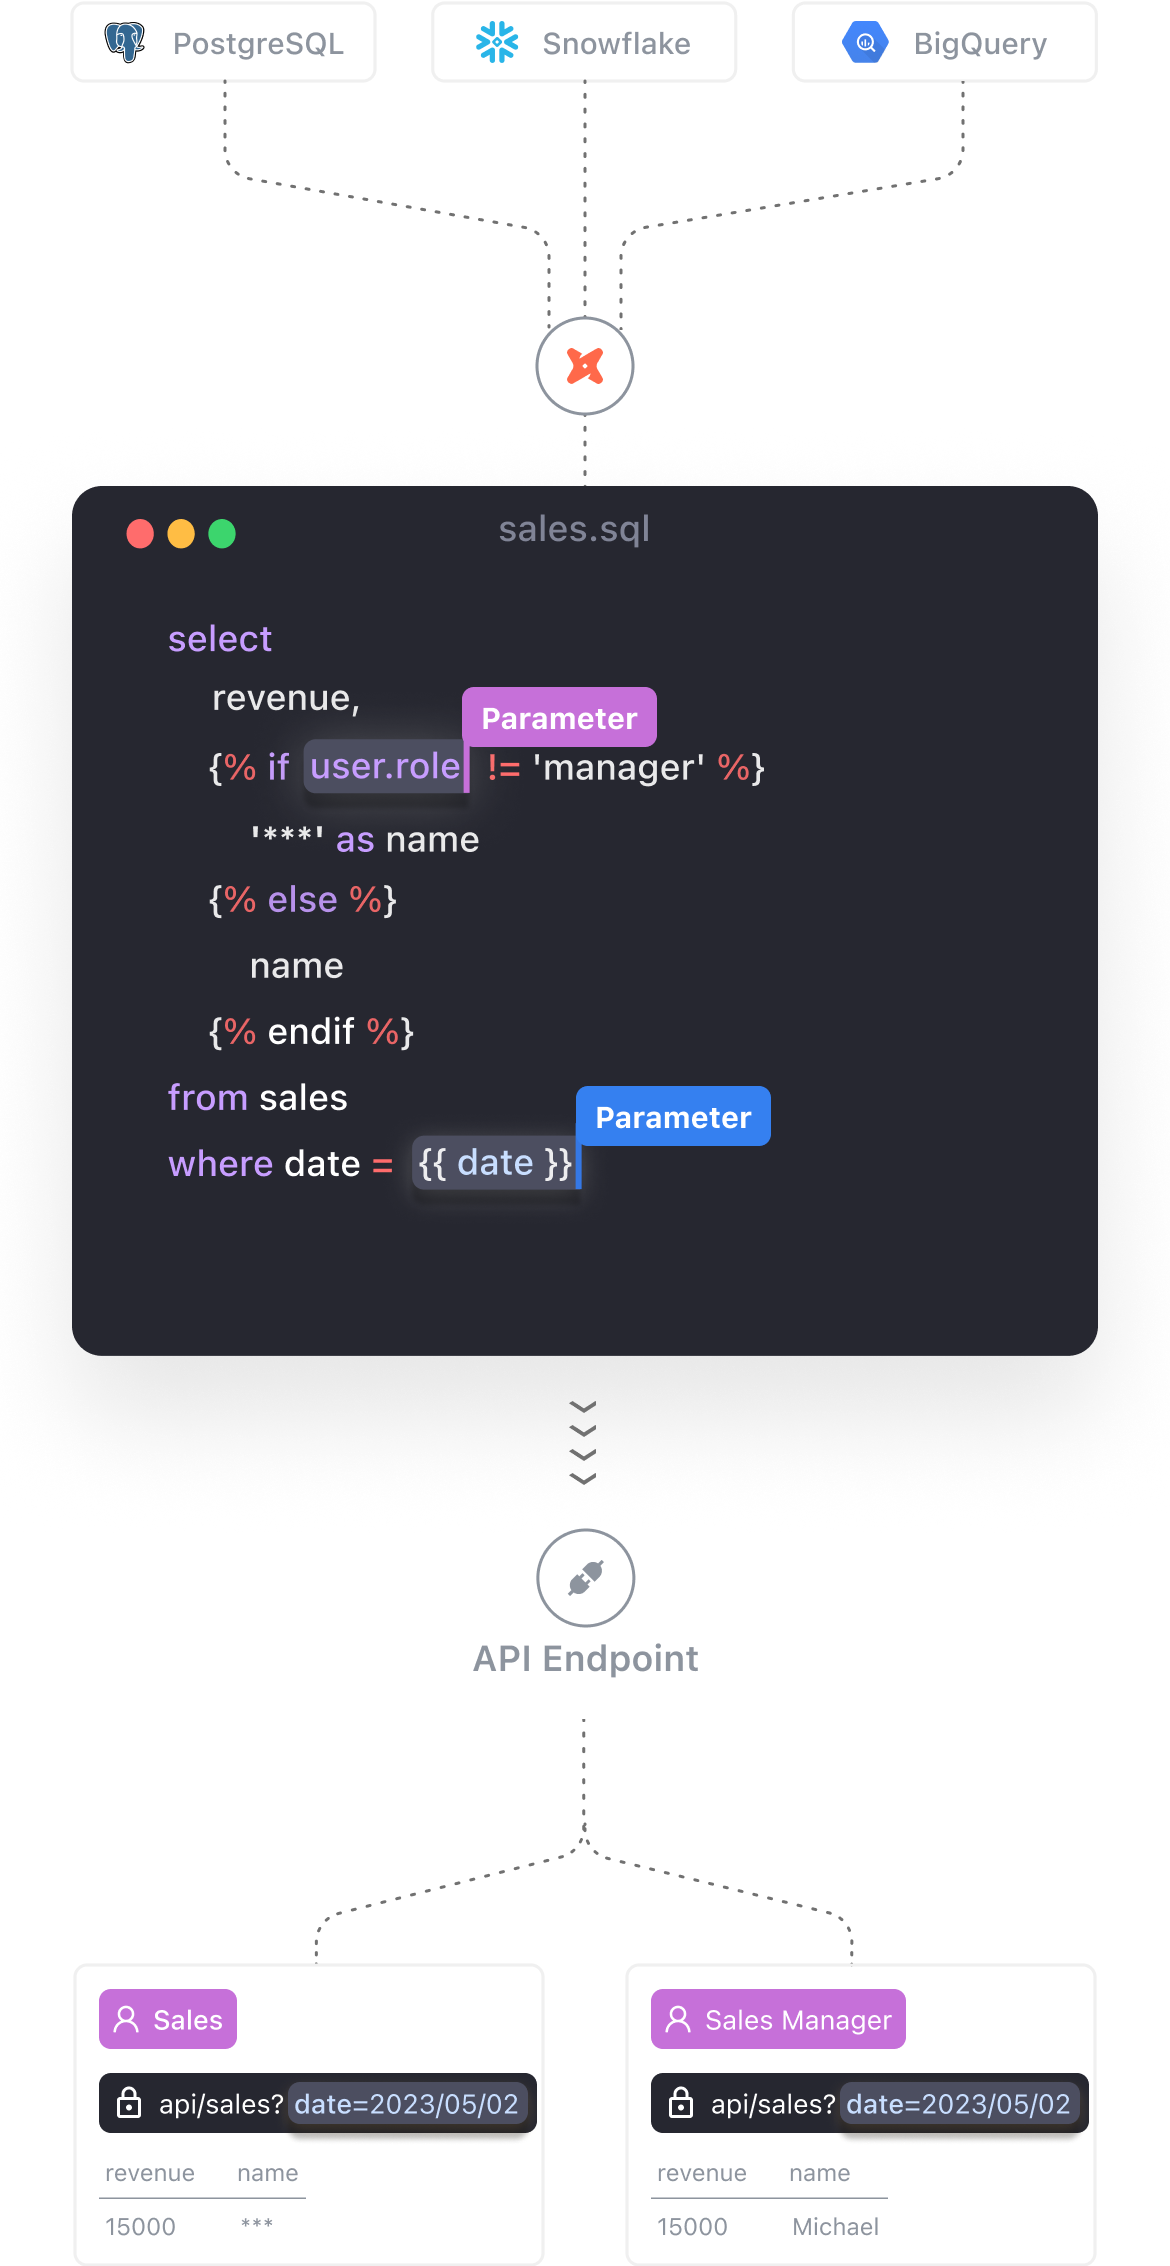 PostgreSQL Snowflake BigQuery
sales.sql
select
revenue,
Parameter
{% if user.role != 'manager' %}
'***' as name
{% else %}
name
{% endif %}
from sales
Parameter
where date = {{ date }}
API Endpoint
Sales
api/sales? date=2023/05/02
revenue name
15000 ***
Sales Manager
api/sales? date=2023/05/02
revenue name
15000 Michael